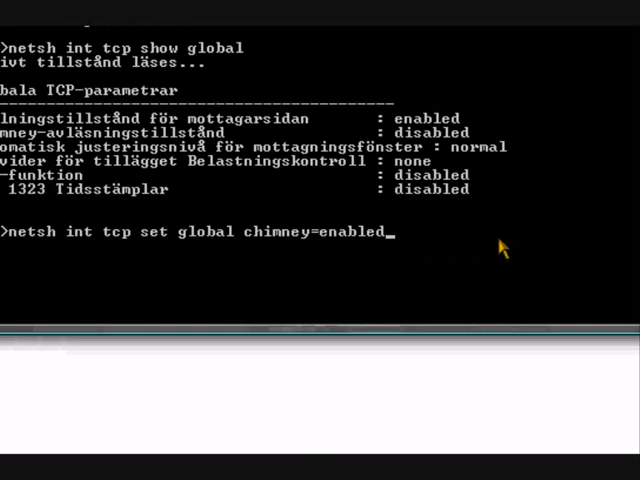 >netsh int tcp show global
ivt tillstånd läses...
bala TCP-parametrar
----------------------------------------------
lningstillstånd för mottagarsidan : enabled
mney-avläsningstillstånd : disabled
omatisk justeringsnivå för mottagningsfönster : normal
vider för tillägget Belastningskontroll : none
-funktion : disabled
1323 Tidsstämplar : disabled
>netsh int tcp set global chimney=enabled_